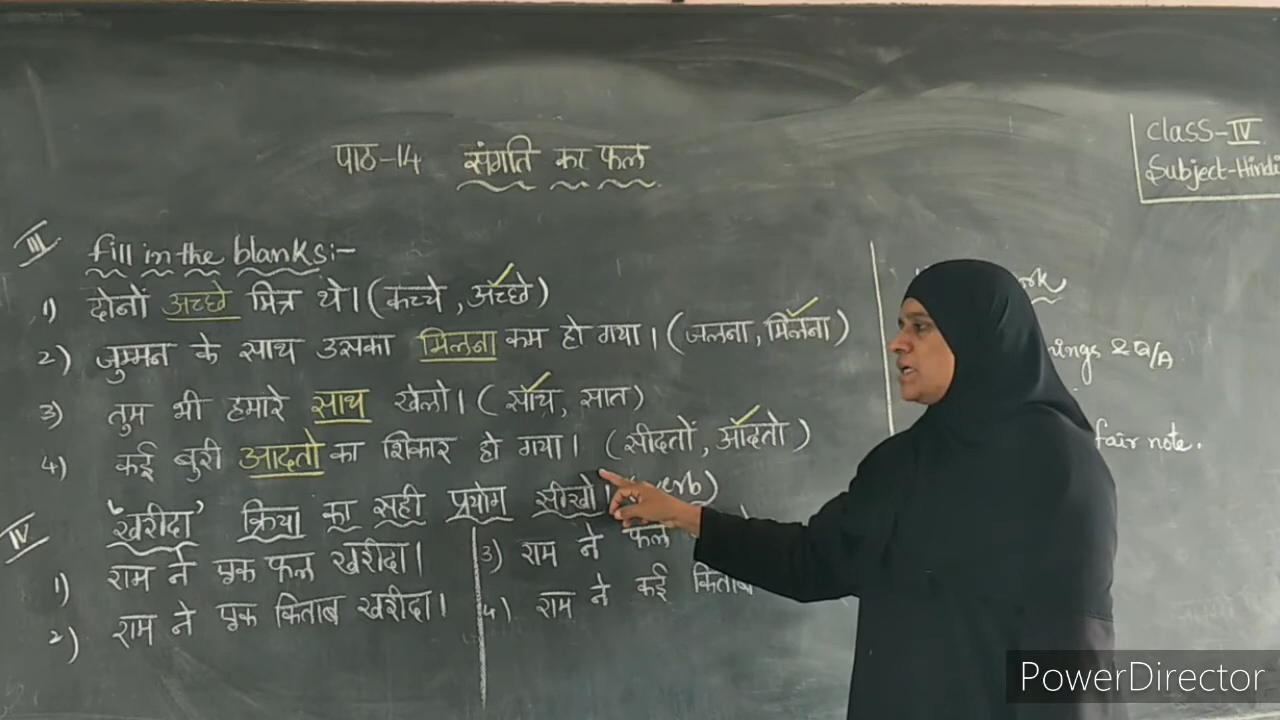 पाठ-14 संगति का फल
Class-IV
Subject-Hindi
III Fill in the blanks:-
1) दोनों अच्छे मित्र थे। (कच्चे, अच्छे)
2) जुम्मन के साथ उसका मिलना कम हो गया। (जलना, मिलना)
3) तुम भी हमारे साथ खेलो। (साथ, सात)
4) कई बुरी आदतो का शिकार हो गया। (सीदतों, आदतो)
IV "खरीदा' क्रिया का सही प्रयोग सीखो।
1) राम ने एक फल खरीदा।
2) राम ने एक किताब खरीदा।
3) राम ने फल
4) राम ने कई किताब
& Q/A
fair note.
PowerDirector